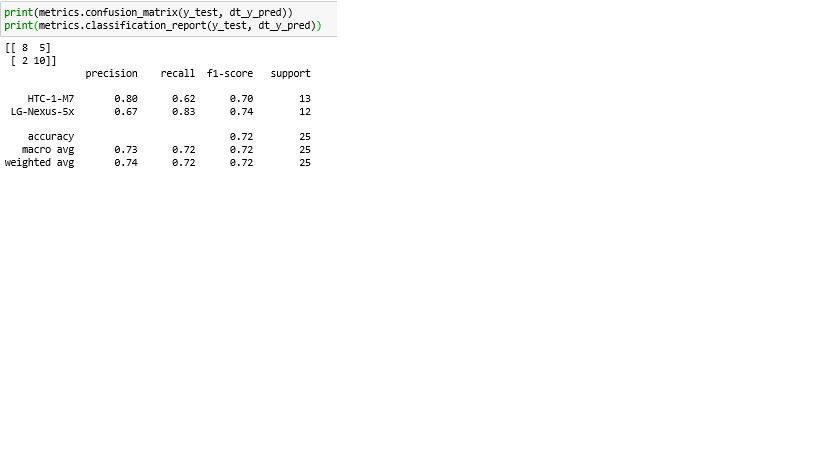 print(metrics.confusion_matrix(y_test, dt_y_pred))
print(metrics.classification_report(y_test, dt_y_pred))
[[ 8  5]
 [ 2 10]]
              precision    recall  f1-score   support

    HTC-1-M7       0.80      0.62      0.70        13
 LG-Nexus-5x       0.67      0.83      0.74        12

    accuracy                           0.72        25
   macro avg       0.73      0.72      0.72        25
weighted avg       0.74      0.72      0.72        25